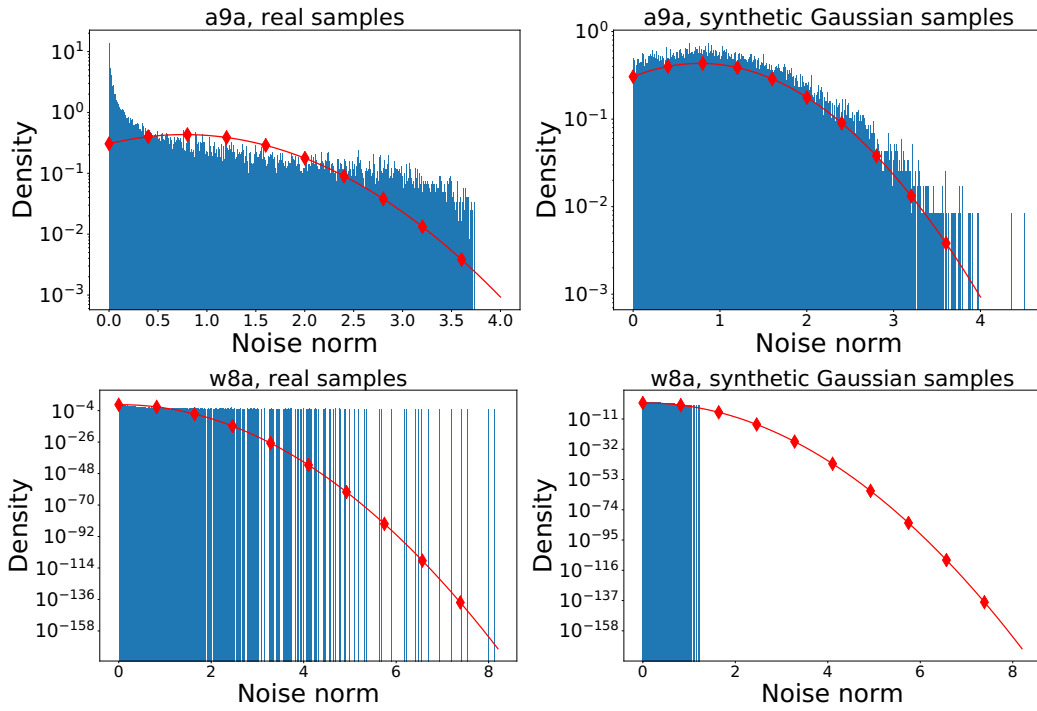 a9a, real samples
10^1
10^0
10^−1
10^−2
10^−3
Density
0.0 0.5 1.0 1.5 2.0 2.5 3.0 3.5 4.0
Noise norm
a9a, synthetic Gaussian samples
10^0
10^−1
10^−2
10^−3
Density
0 1 2 3 4
Noise norm
w8a, real samples
10^−4
10^−26
10^−48
10^−70
10^−92
10^−114
10^−136
10^−158
Density
0 2 4 6 8
Noise norm
w8a, synthetic Gaussian samples
10^−11
10^−32
10^−53
10^−74
10^−95
10^−116
10^−137
10^−158
Density
0 2 4 6 8
Noise norm